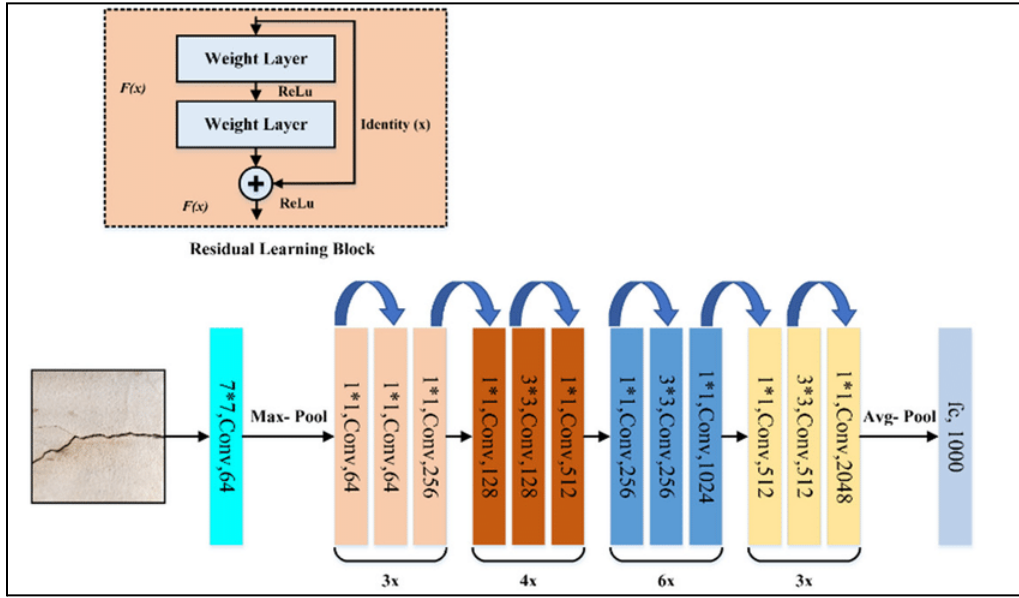 Weight Layer
F(x)
ReLu
Weight Layer
Identity (x)
F(x)
ReLu
Residual Learning Block
7*7,Conv,64
Max- Pool
1*1,Conv,64
1*1,Conv,64
1*1,Conv,256
1*1,Conv,128
3*3,Conv,128
1*1,Conv,512
1*1,Conv,256
3*3,Conv,256
1*1,Conv,1024
1*1,Conv,512
3*3,Conv,512
1*1,Conv,2048
Avg- Pool
fc, 1000
3x
4x
6x
3x